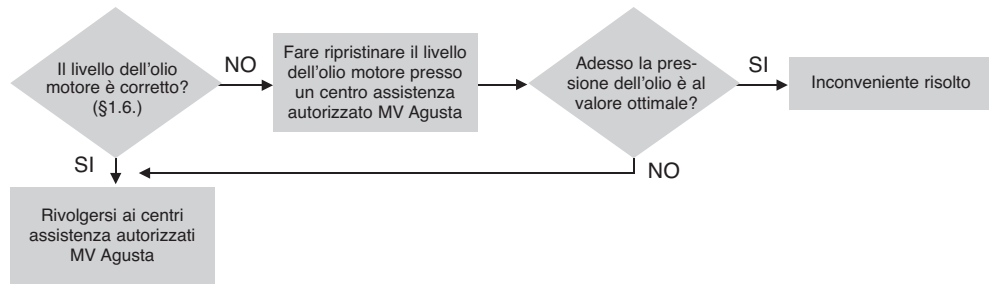 Il livello dell'olio
motore è corretto?
(§1.6.)
NO
Fare ripristinare il livello
dell'olio motore presso
un centro assistenza
autorizzato MV Agusta
Adesso la pres-
sione dell'olio è al
valore ottimale?
SI
Inconveniente risolto
SI
NO
Rivolgersi ai centri
assistenza autorizzati
MV Agusta